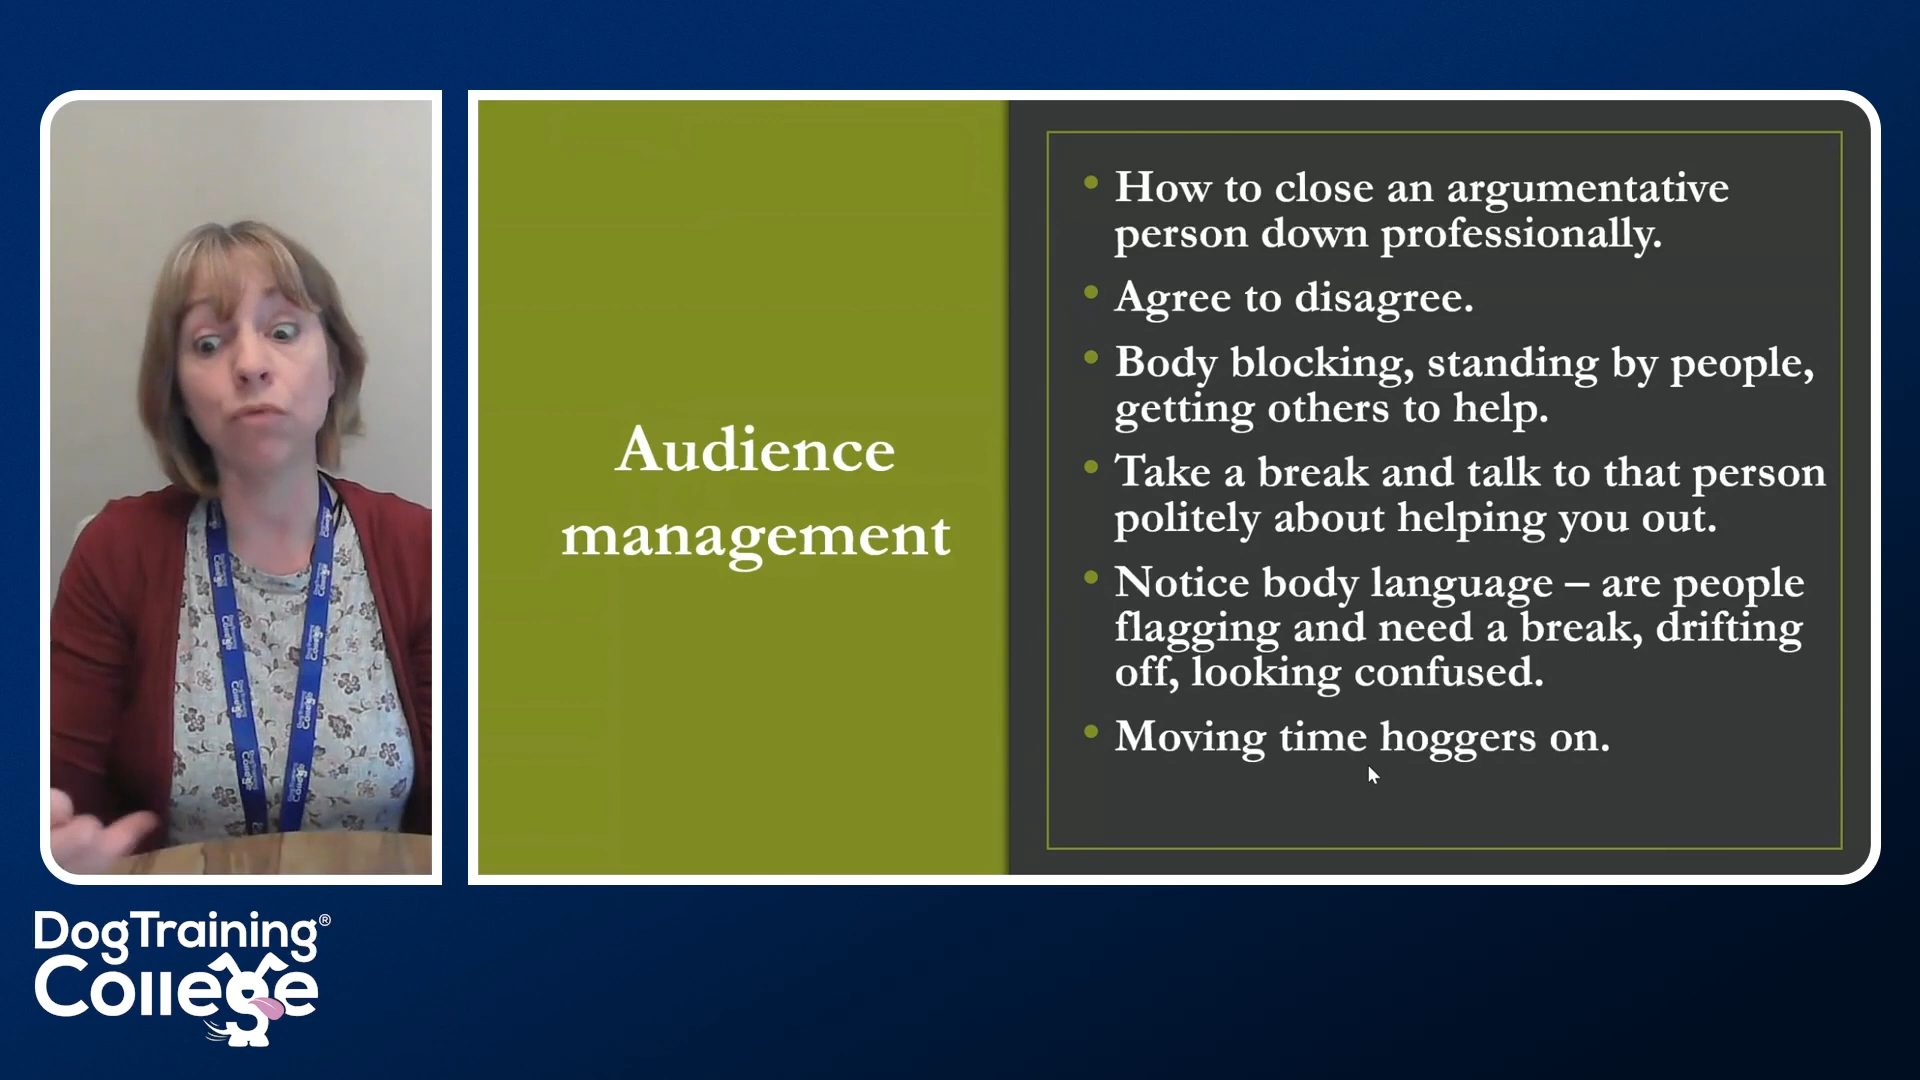 Audience
management
How to close an argumentative
person down professionally.
Agree to disagree.
Body blocking, standing by people,
getting others to help.
Take a break and talk to that person
politely about helping you out.
Notice body language – are people
flagging and need a break, drifting
off, looking confused.
Moving time hoggers on.
DogTraining®
College